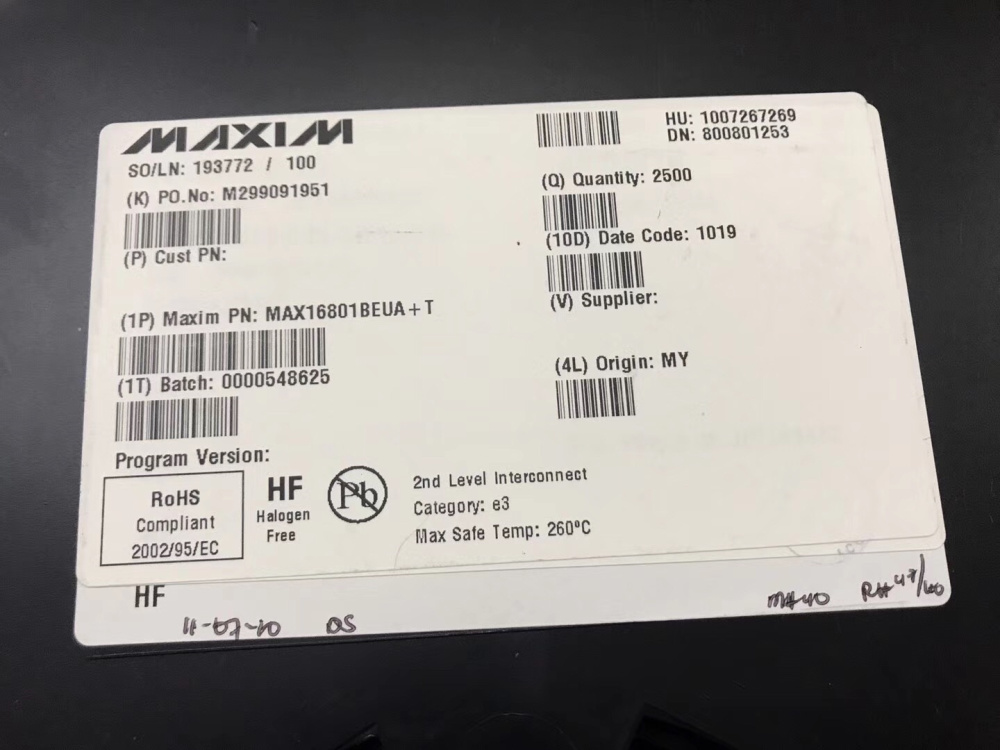 MAXIM
SO/LN: 193772 / 100
(K) PO.No: M299091951
(P) Cust PN:
(1P) Maxim PN: MAX16801BEUA+T
(1T) Batch: 0000548625
Program Version:
RoHS
Compliant
2002/95/EC
HF
Halogen
Free
Pb
2nd Level Interconnect
Category: e3
Max Safe Temp: 260ºC
HU: 1007267269
DN: 800801253
(Q) Quantity: 2500
(10D) Date Code: 1019
(V) Supplier:
(4L) Origin: MY
HF